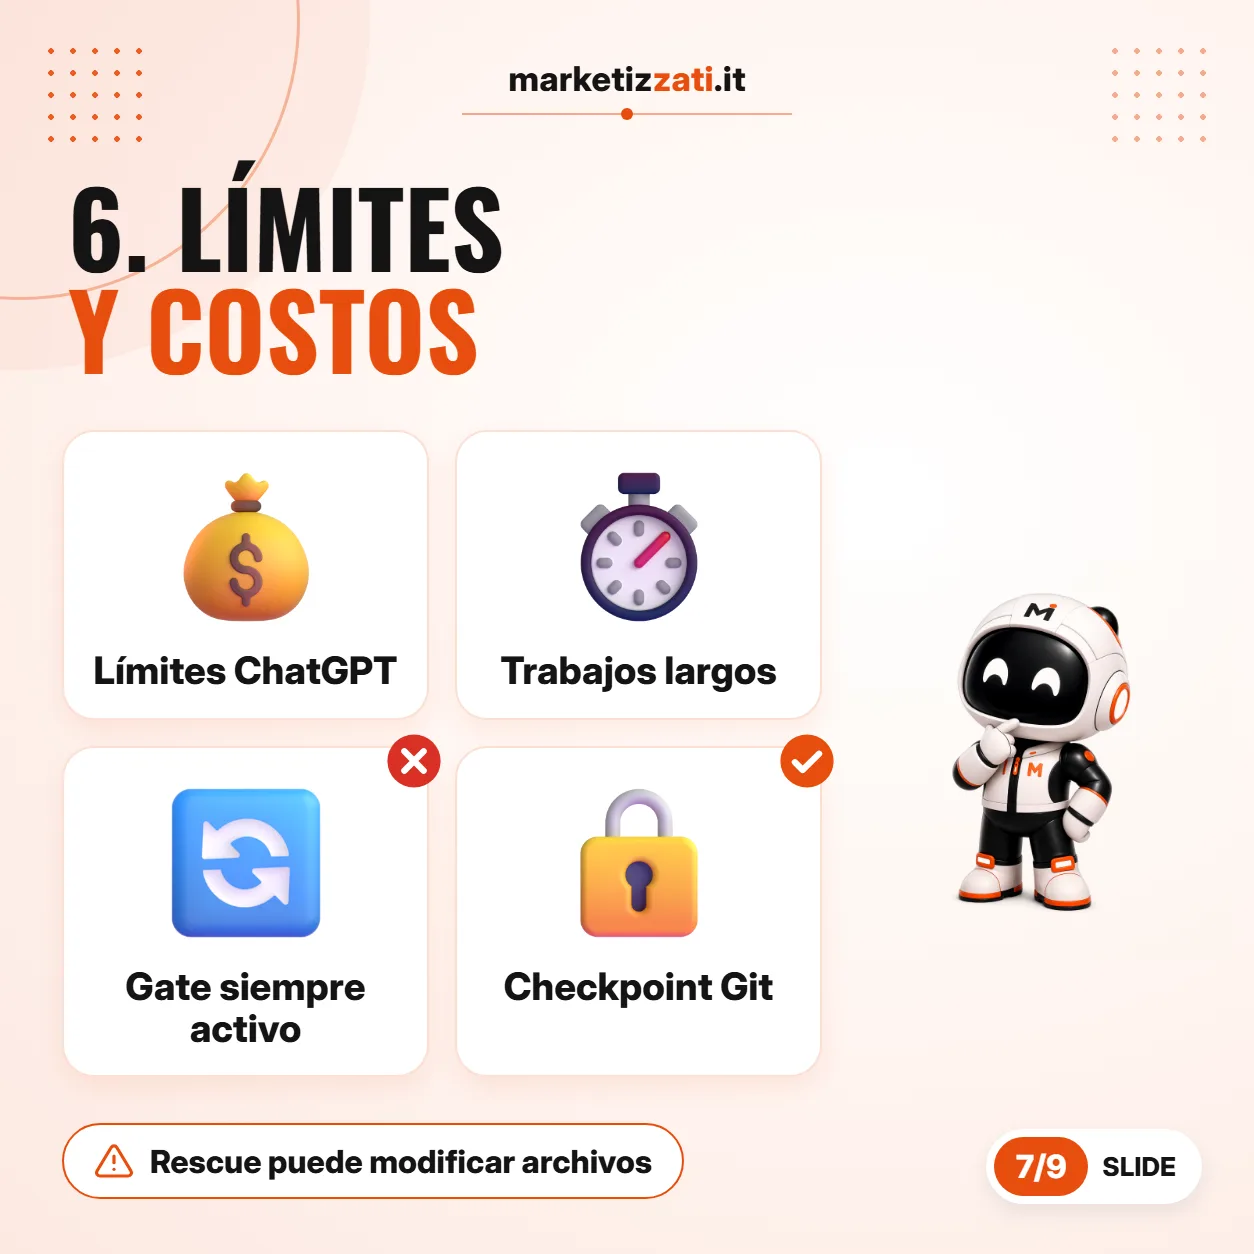 marketizzati.it
6. LÍMITES
Y COSTOS
$
Límites ChatGPT
Trabajos largos
M
M
Gate siempre
activo
Checkpoint Git
Rescue puede modificar archivos
7/9 SLIDE